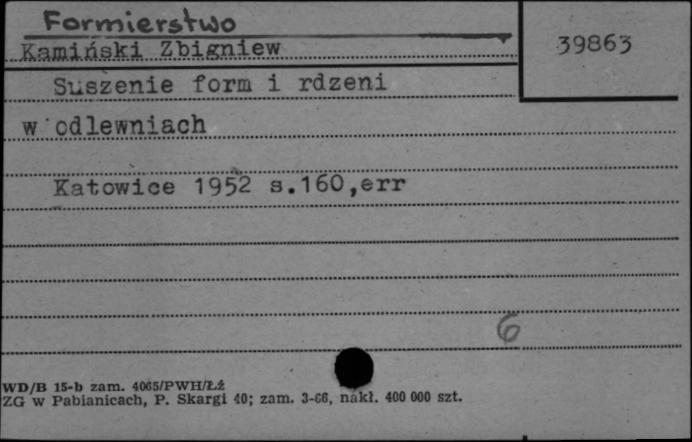 Formierstwo
Kamiński Zbigniew
39863
Suszenie form i rdzeni
w odlewniach
Katowice 1952 s.160,err
6
WD/B 15-b zam. 4065/PWH/Łź
ZG w Pabianicach, P. Skargi 40; zam. 3-66, nakł. 400 000 szt.